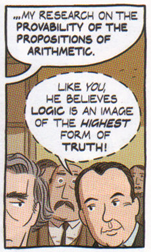 ...MY RESEARCH ON THE
PROVABILITY OF THE
PROPOSITIONS OF
ARITHMETIC.
LIKE YOU,
HE BELIEVES
LOGIC IS AN IMAGE
OF THE HIGHEST
FORM OF
TRUTH!